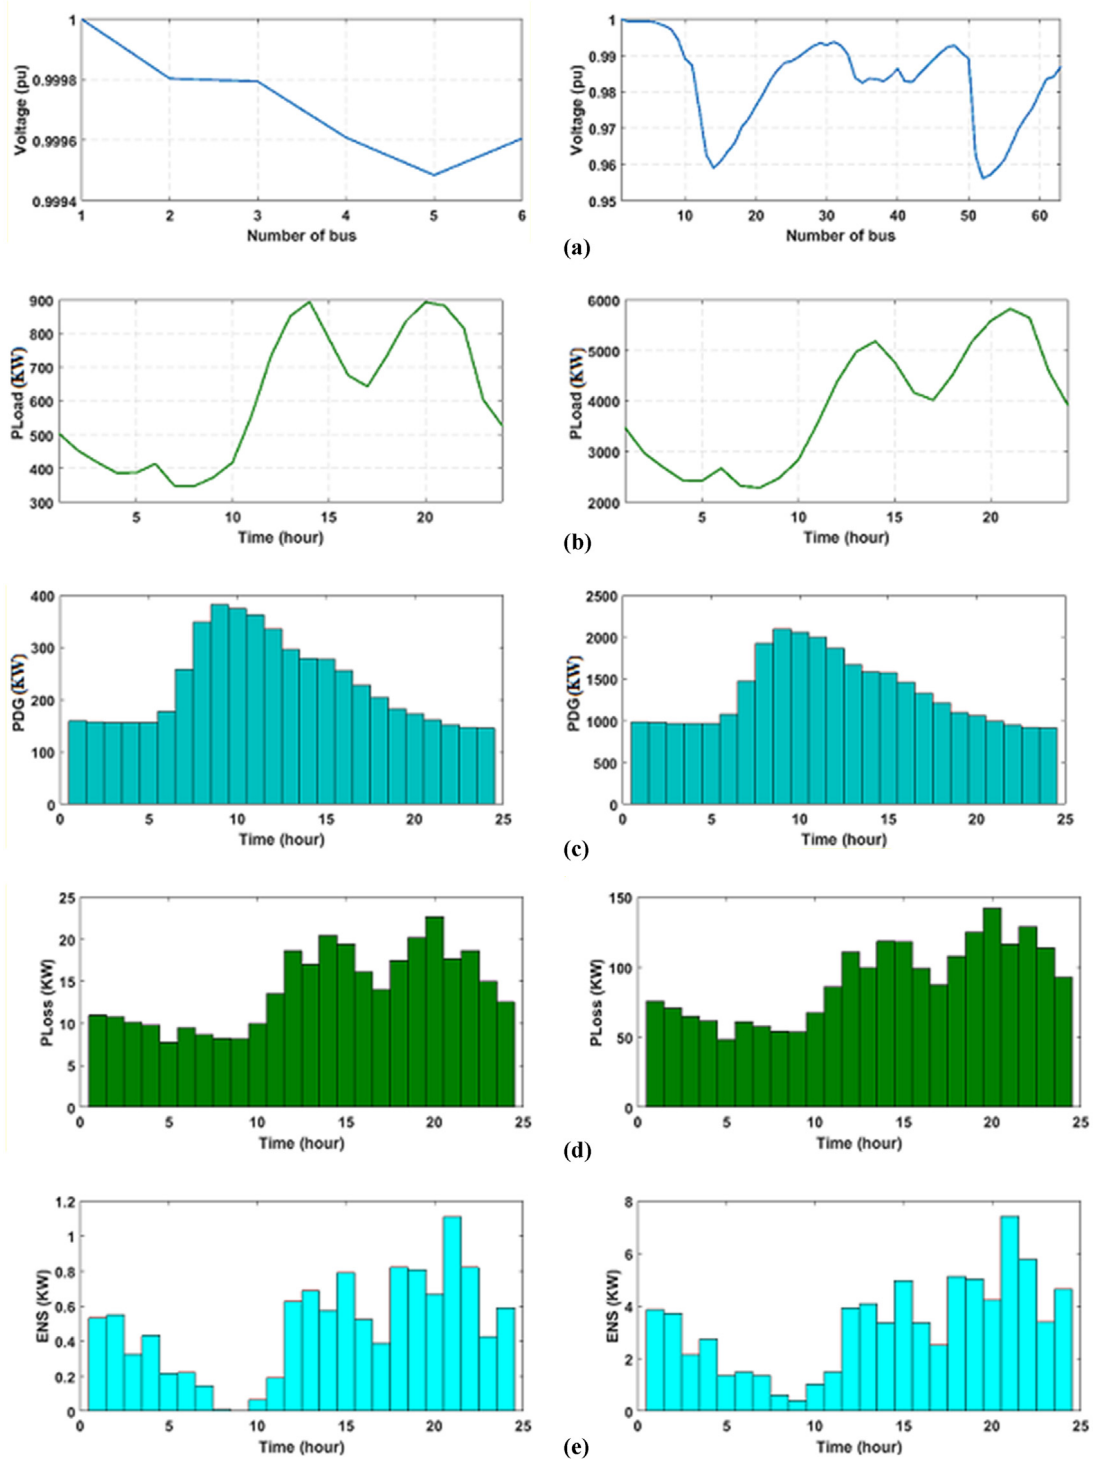 1
0.9998
0.9996
0.9994
Voltage (pu)
1 2 3 4 5 6
Number of bus
1
0.99
0.98
0.97
0.96
0.95
Voltage (pu)
10 20 30 40 50 60
Number of bus
(a)
900
800
700
600
500
400
300
PLoad (KW)
5 10 15 20
Time (hour)
6000
5000
4000
3000
2000
PLoad (KW)
5 10 15 20
Time (hour)
(b)
400
300
200
100
0
PDG (KW)
0 5 10 15 20 25
Time (hour)
2500
2000
1500
1000
500
0
PDG (KW)
0 5 10 15 20 25
Time (hour)
(c)
25
20
15
10
5
0
PLoss (KW)
0 5 10 15 20 25
Time (hour)
150
100
50
0
PLoss (KW)
0 5 10 15 20 25
Time (hour)
(d)
1.2
1
0.8
0.6
0.4
0.2
0
ENS (KW)
0 5 10 15 20 25
Time (hour)
8
6
4
2
0
ENS (KW)
0 5 10 15 20 25
Time (hour)
(e)